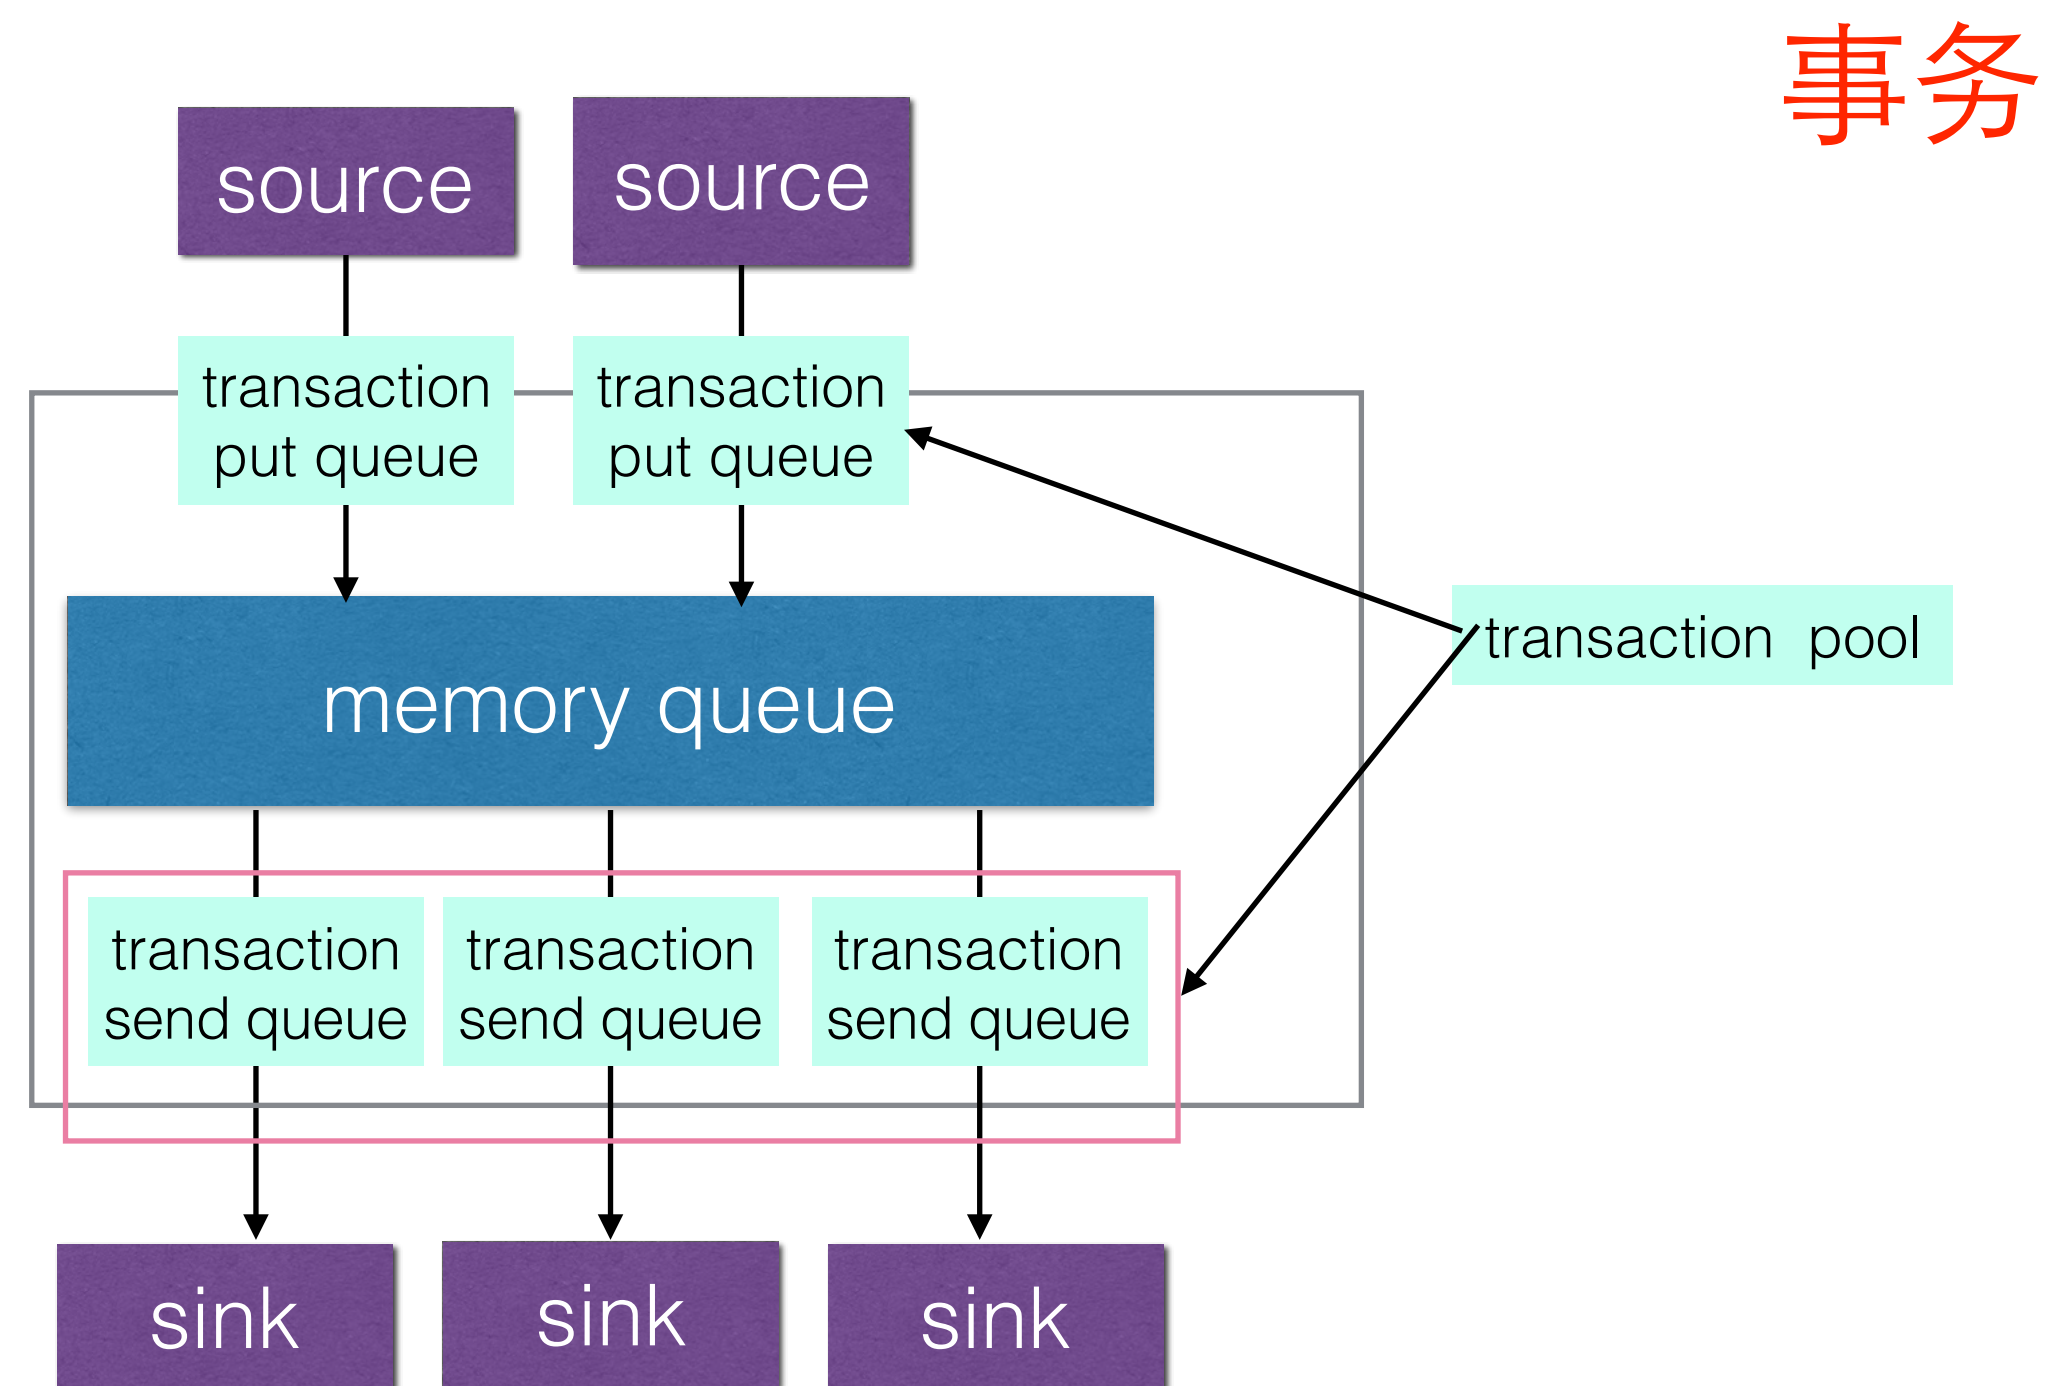 事务
source
source
transaction
put queue
transaction
put queue
memory queue
transaction pool
transaction
send queue
transaction
send queue
transaction
send queue
sink
sink
sink